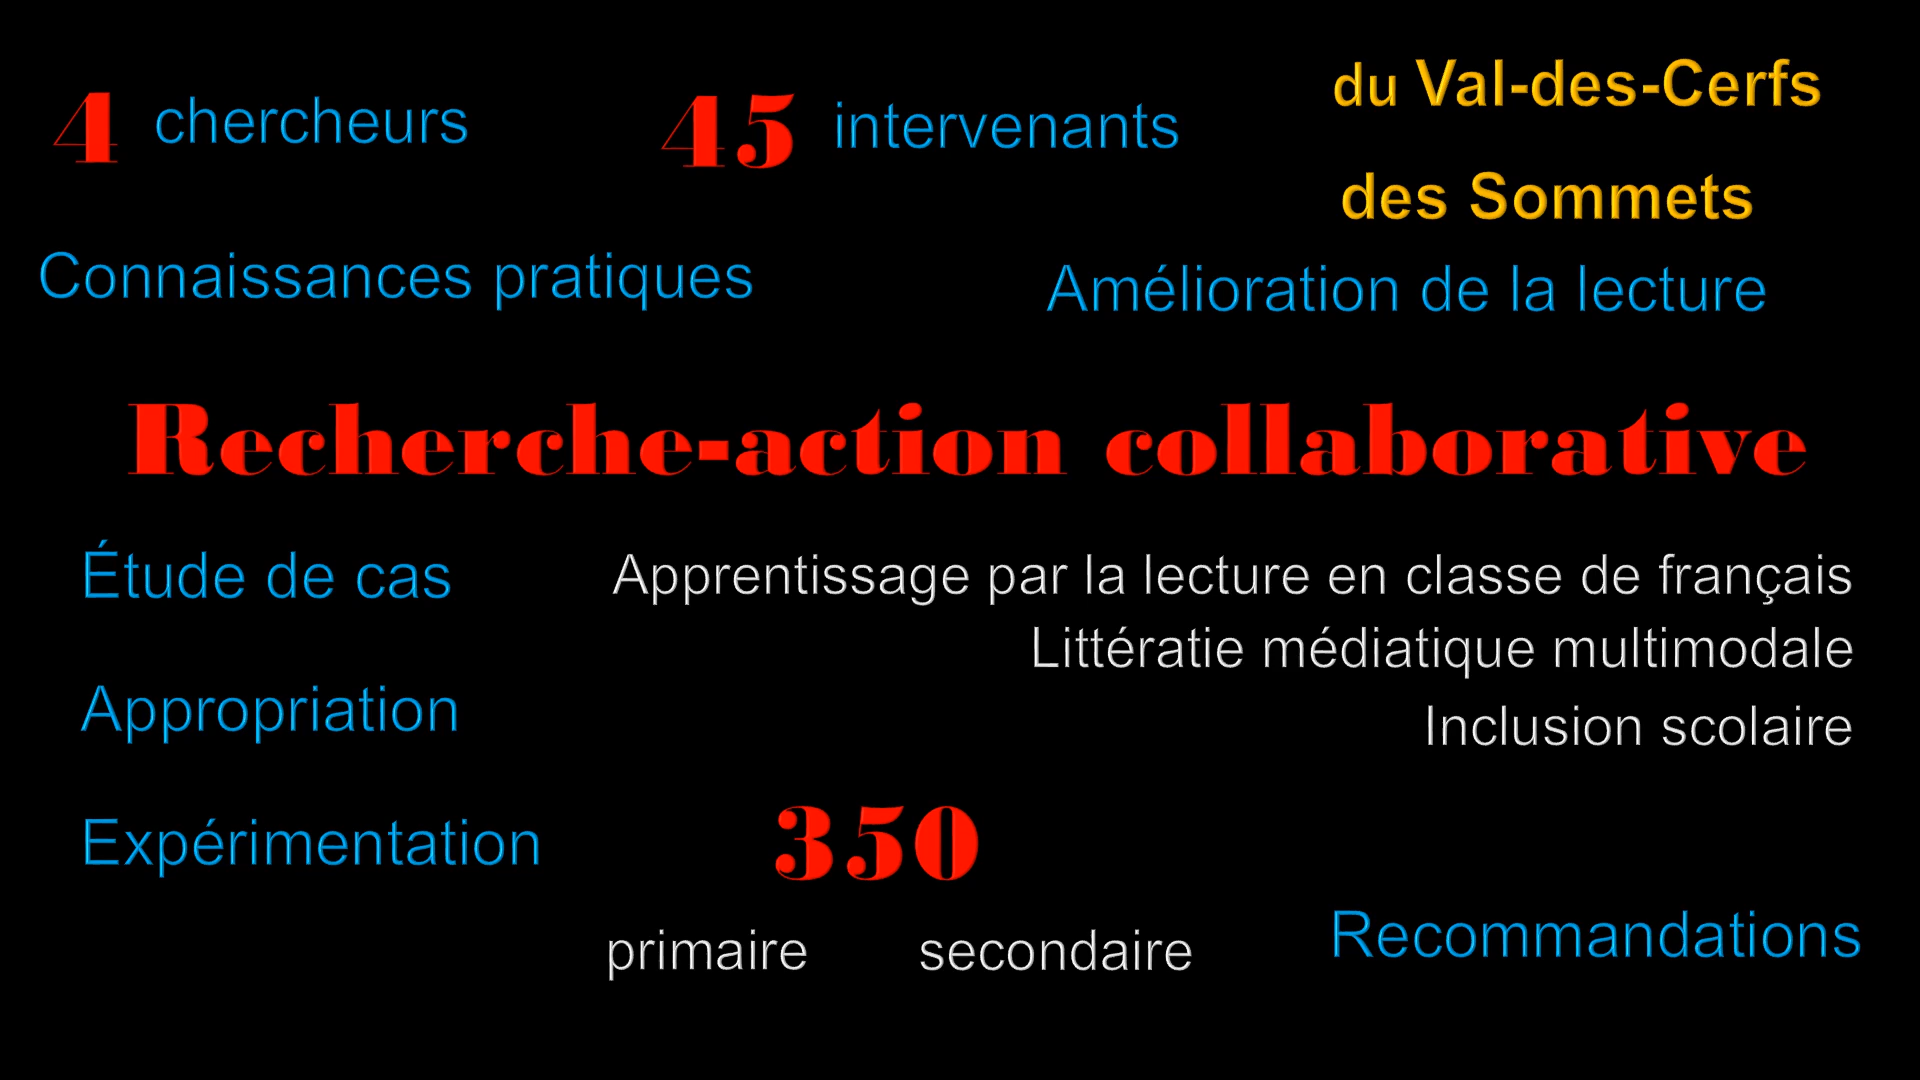 4 chercheurs
45 intervenants
du Val-des-Cerfs
des Sommets
Connaissances pratiques
Amélioration de la lecture
Recherche-action collaborative
Étude de cas
Apprentissage par la lecture en classe de français
Littératie médiatique multimodale
Appropriation
Inclusion scolaire
Expérimentation
350
primaire
secondaire
Recommandations